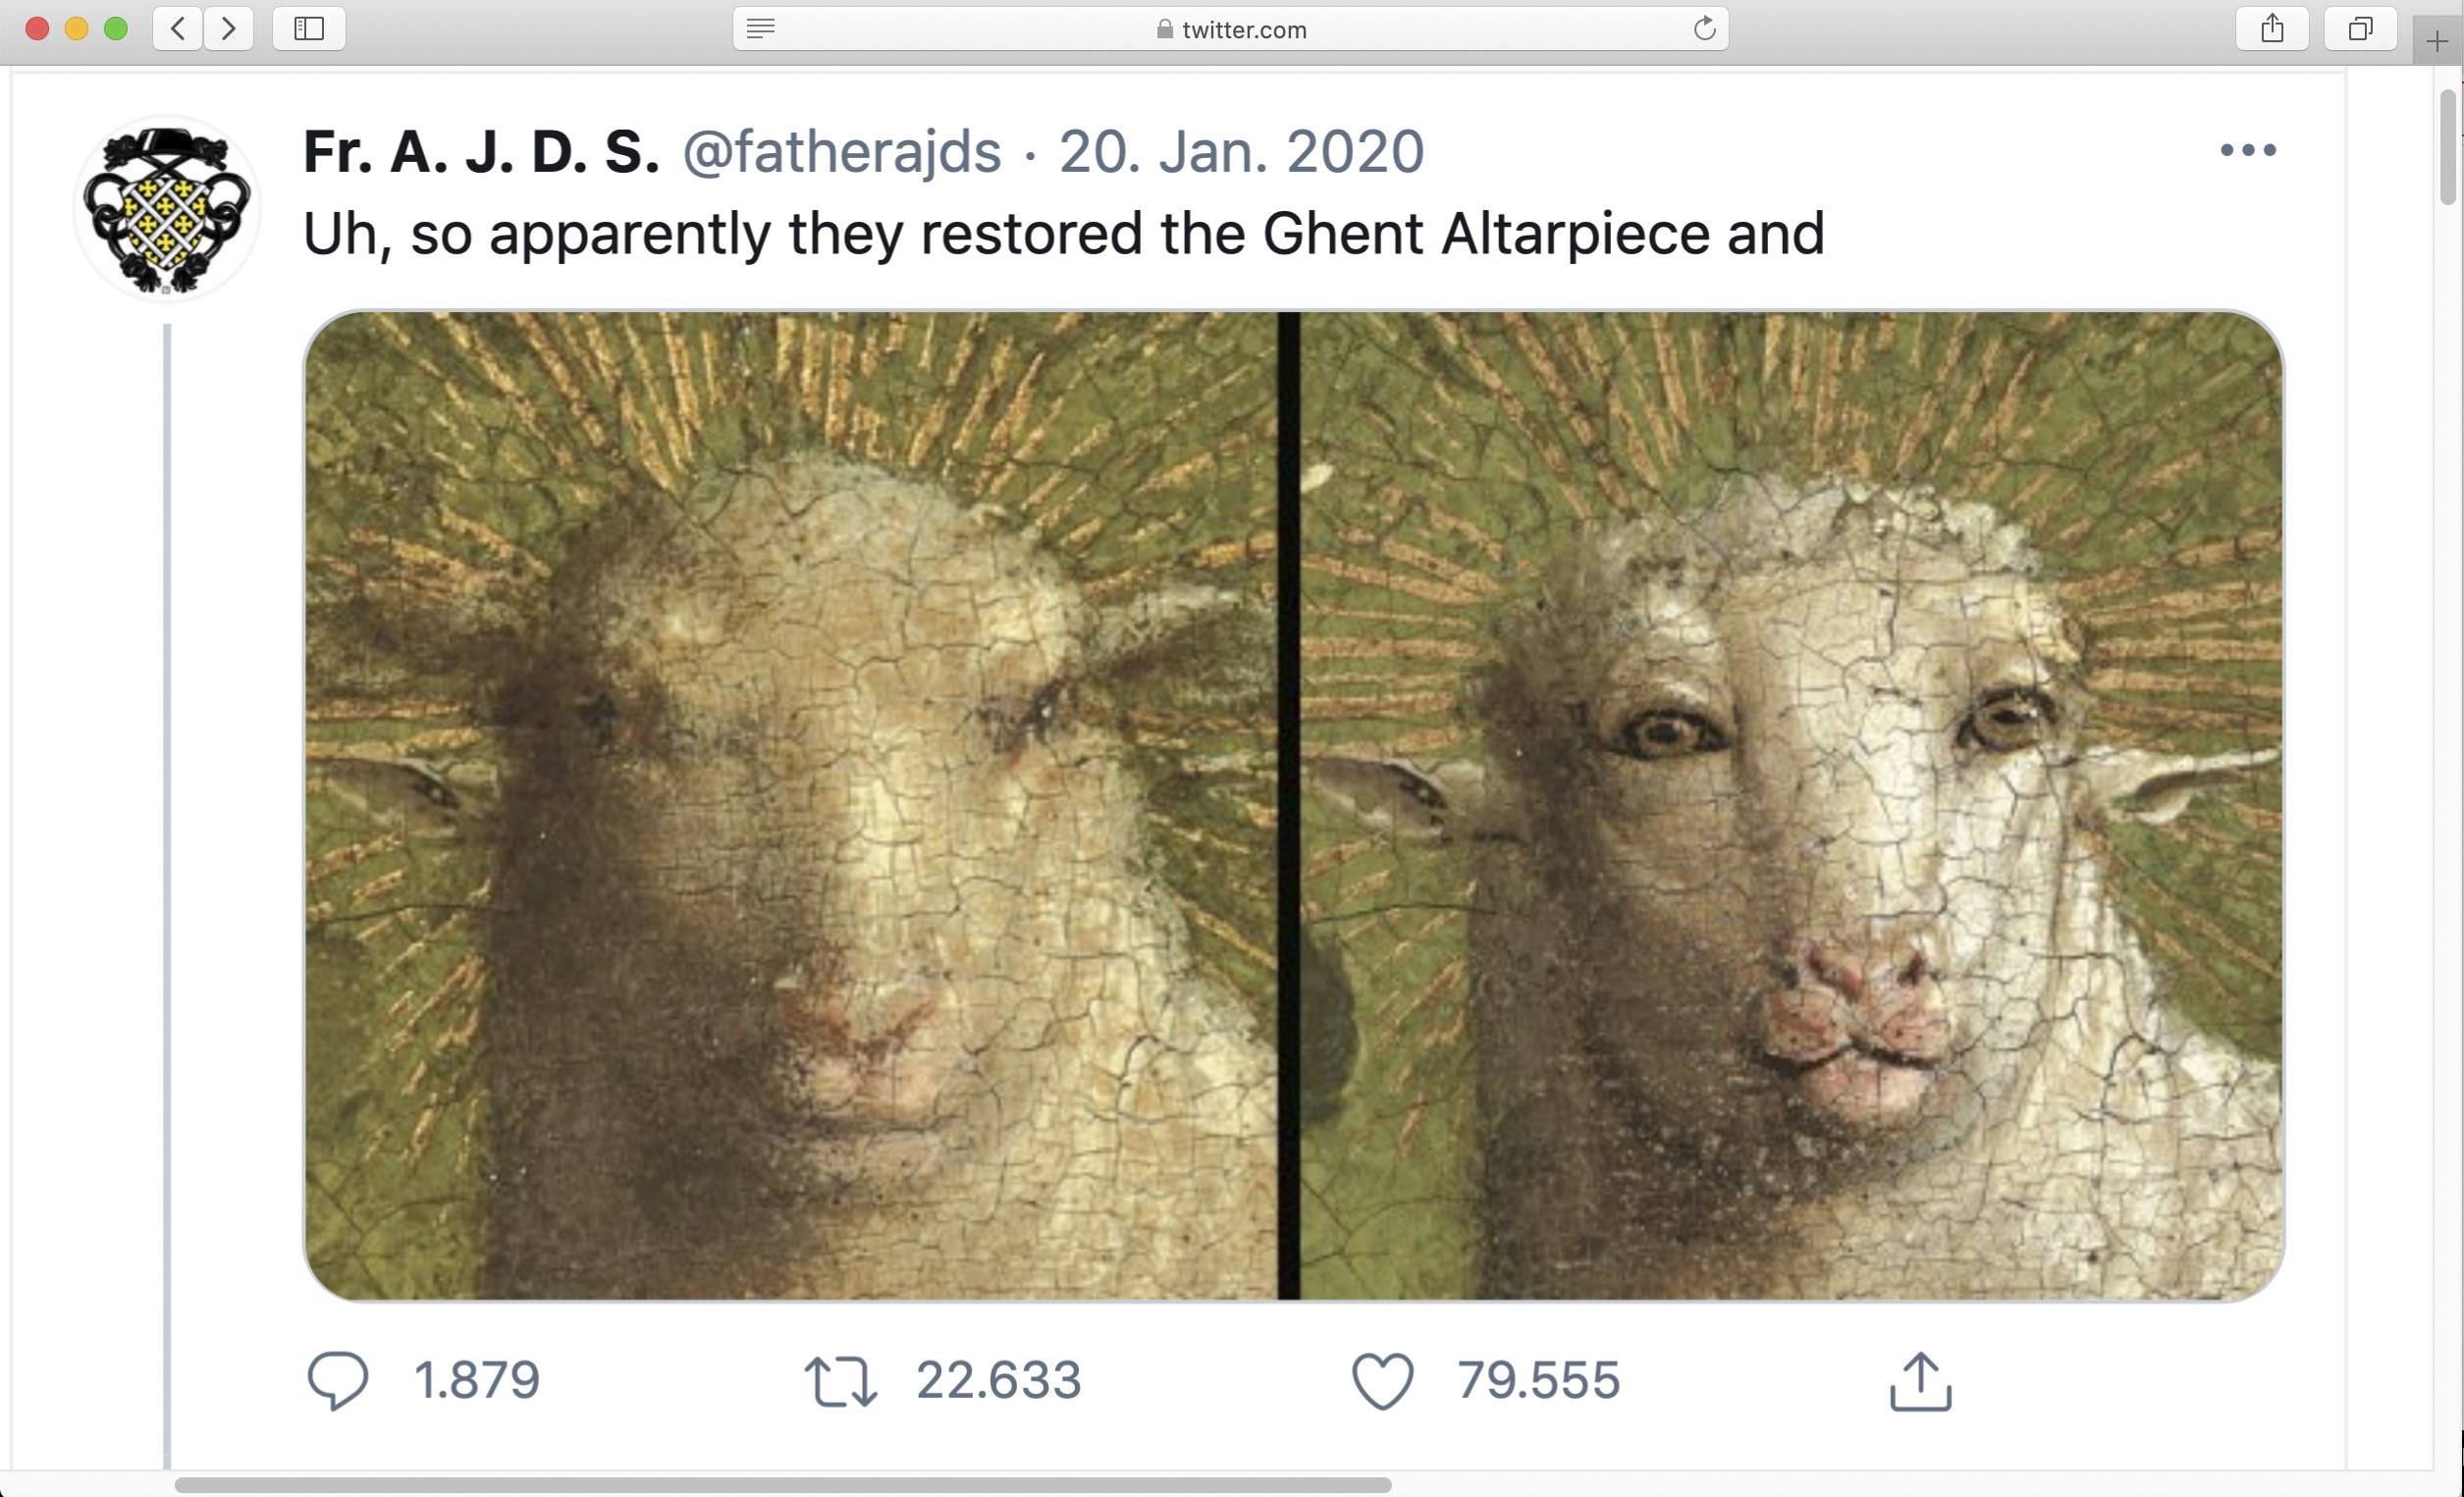 twitter.com
Fr. A. J. D. S. @fatherajds · 20. Jan. 2020
Uh, so apparently they restored the Ghent Altarpiece and
1.879 22.633 79.555